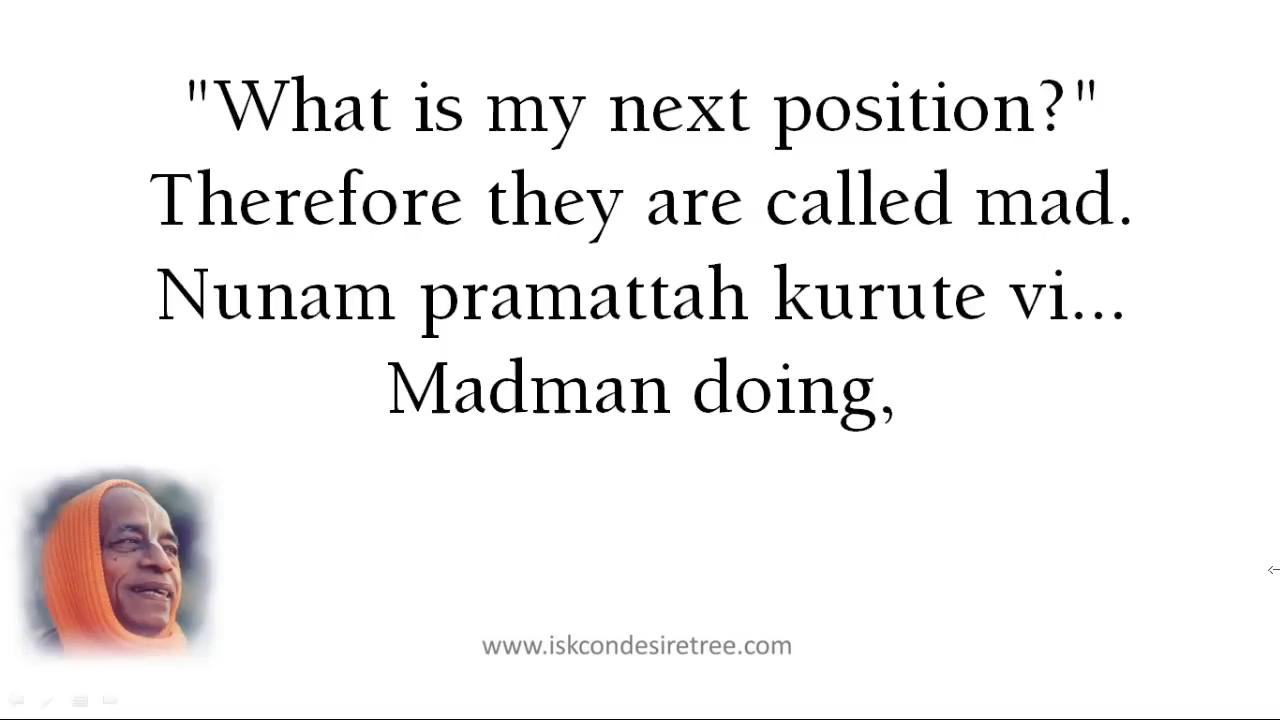 "What is my next position?"
Therefore they are called mad.
Nunam pramattah kurute vi...
Madman doing,
www.iskcondesiretree.com